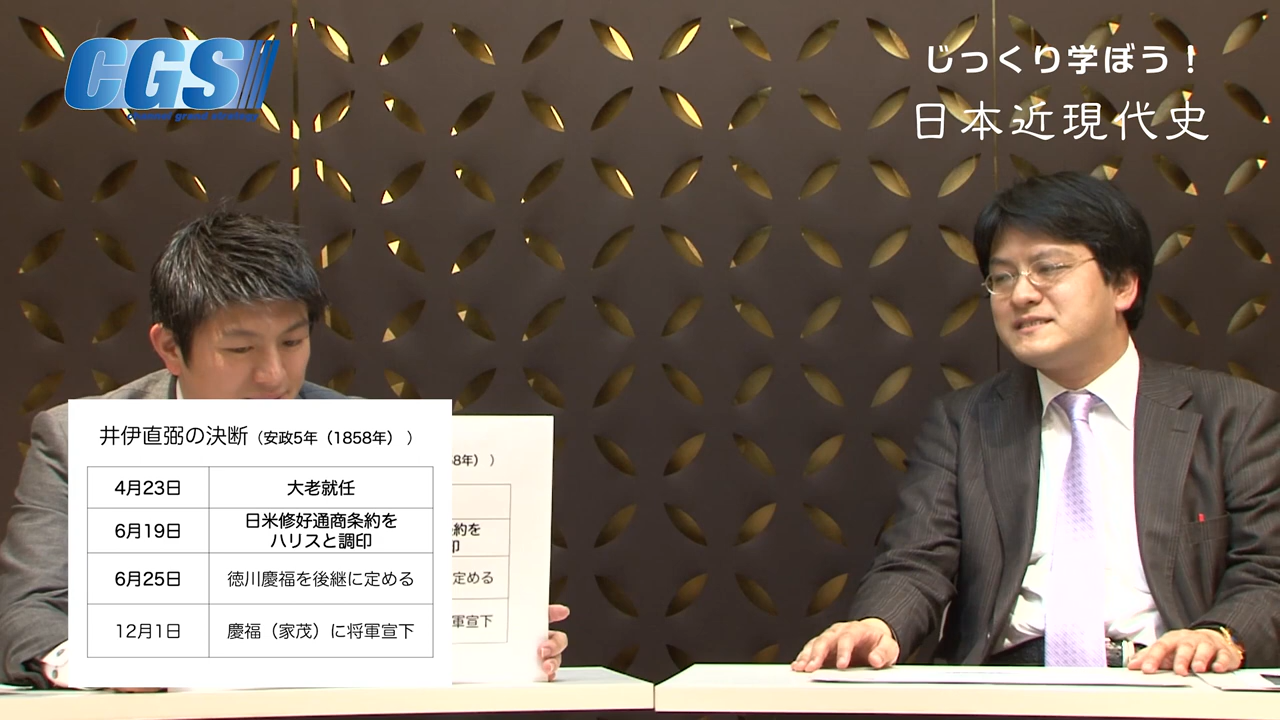 CGS
channel grand strategy
じっくり学ぼう！
日本近現代史
井伊直弼の決断（安政5年（1858年））
4月23日 大老就任
6月19日 日米修好通商条約を
ハリスと調印
6月25日 徳川慶福を後継に定める
12月1日 慶福（家茂）に将軍宣下
58年））
約を
印
定める
軍宣下